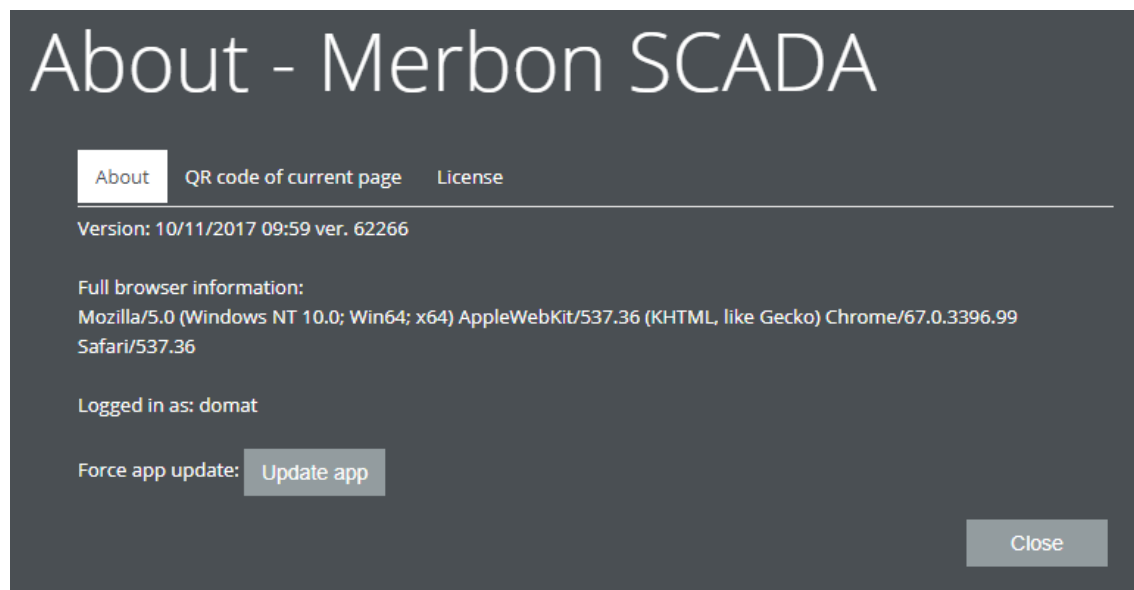 About - Merbon SCADA
About QR code of current page License
Version: 10/11/2017 09:59 ver. 62266
Full browser information:
Mozilla/5.0 (Windows NT 10.0; Win64; x64) AppleWebKit/537.36 (KHTML, like Gecko) Chrome/67.0.3396.99
Safari/537.36
Logged in as: domat
Force app update: Update app
Close